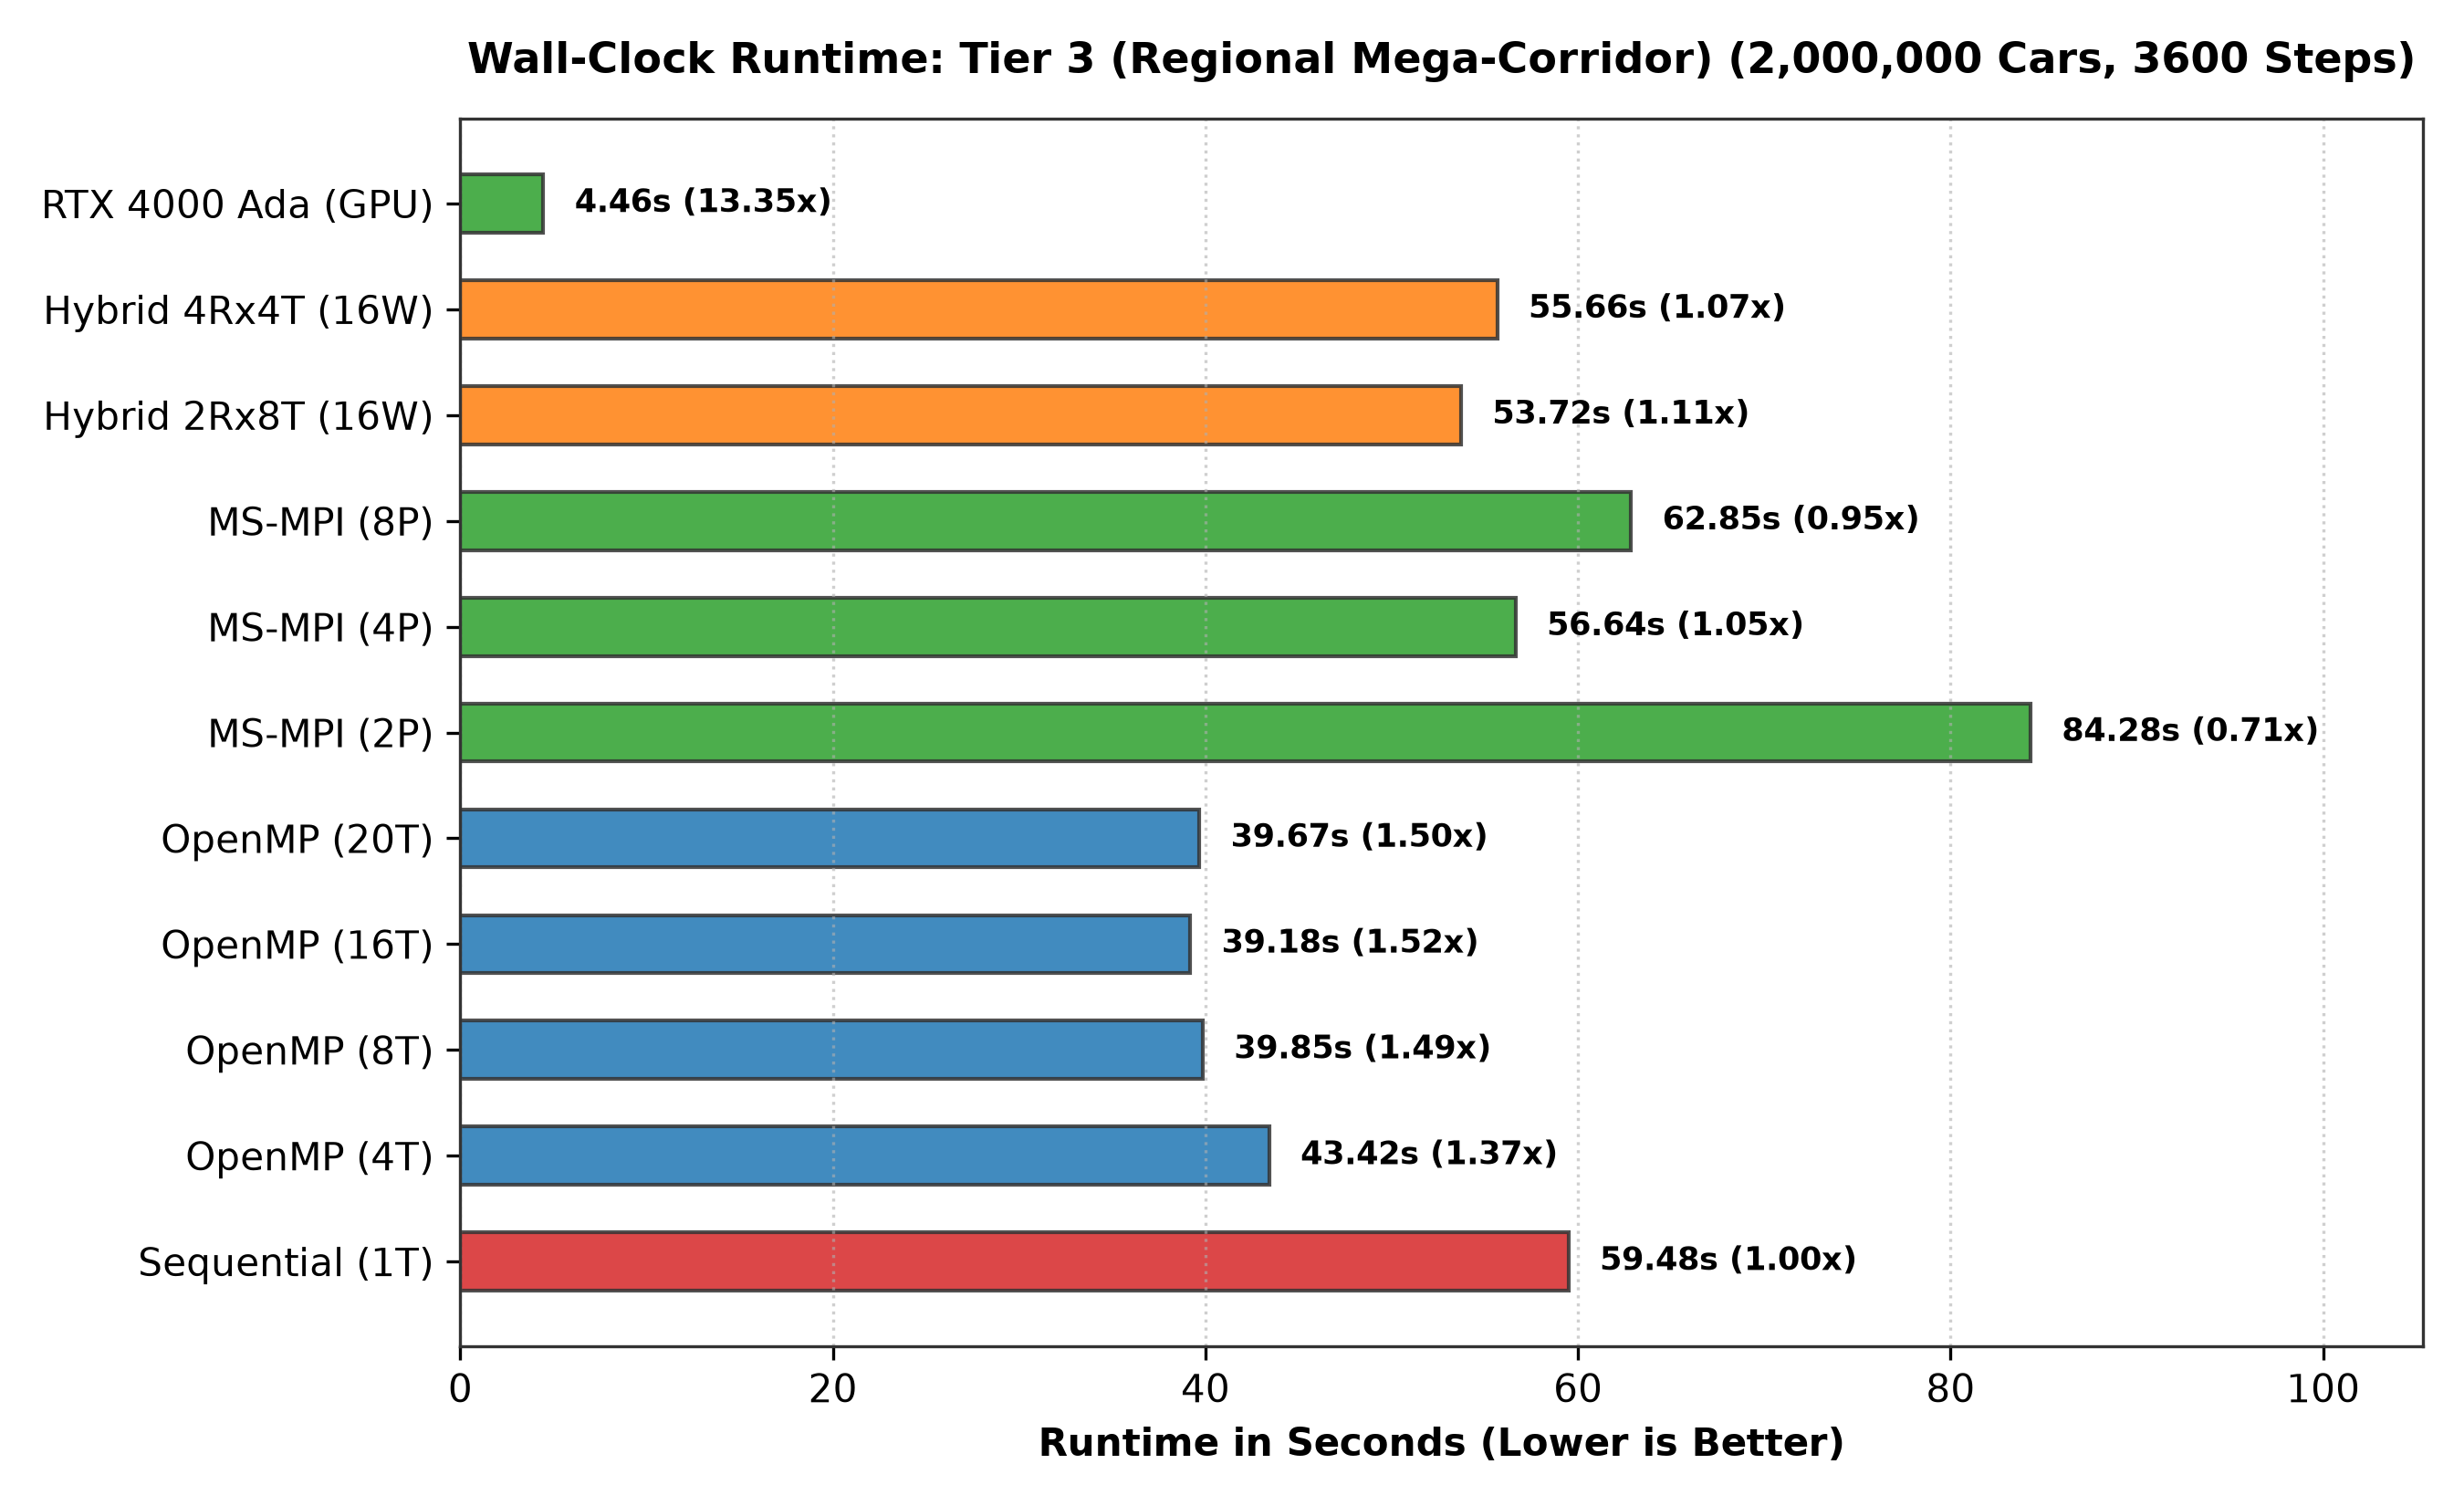 Wall-Clock Runtime: Tier 3 (Regional Mega-Corridor) (2,000,000 Cars, 3600 Steps)
RTX 4000 Ada (GPU) 4.46s (13.35x)
Hybrid 4Rx4T (16W) 55.66s (1.07x)
Hybrid 2Rx8T (16W) 53.72s (1.11x)
MS-MPI (8P) 62.85s (0.95x)
MS-MPI (4P) 56.64s (1.05x)
MS-MPI (2P) 84.28s (0.71x)
OpenMP (20T) 39.67s (1.50x)
OpenMP (16T) 39.18s (1.52x)
OpenMP (8T) 39.85s (1.49x)
OpenMP (4T) 43.42s (1.37x)
Sequential (1T) 59.48s (1.00x)
0 20 40 60 80 100
Runtime in Seconds (Lower is Better)